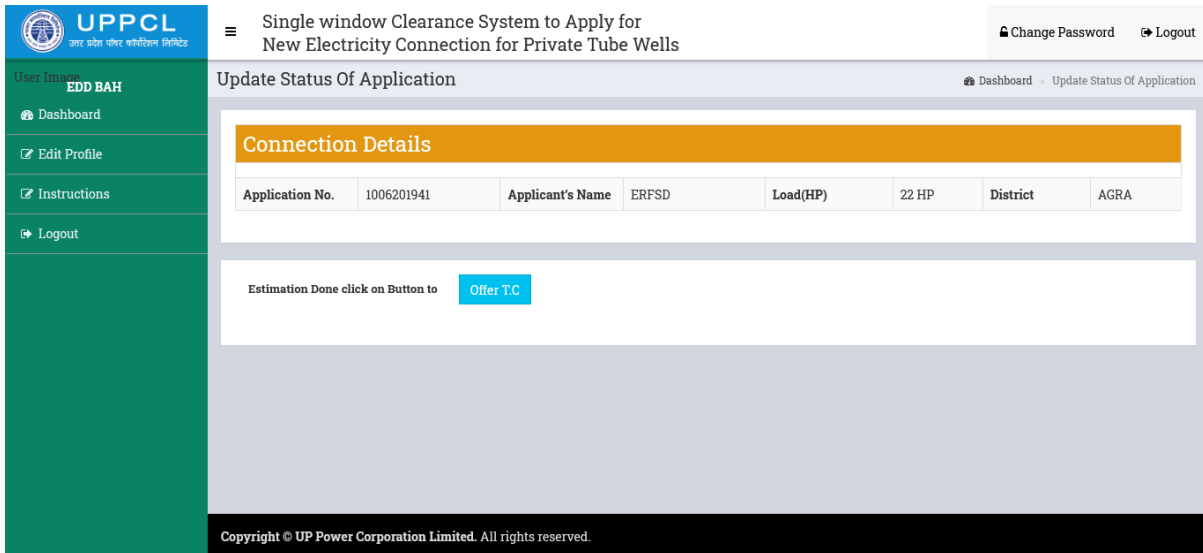 UPPCL
उत्तर प्रदेश पॉवर कॉर्पोरेशन लिमिटेड
Single window Clearance System to Apply for
New Electricity Connection for Private Tube Wells
Change Password Logout
User Image
EDD BAH
Update Status Of Application
Dashboard > Update Status Of Application
Dashboard
Edit Profile
Instructions
Logout
Connection Details
Application No. 1006201941 Applicant's Name ERFSD Load(HP) 22 HP District AGRA
Estimation Done click on Button to Offer T.C
Copyright © UP Power Corporation Limited. All rights reserved.